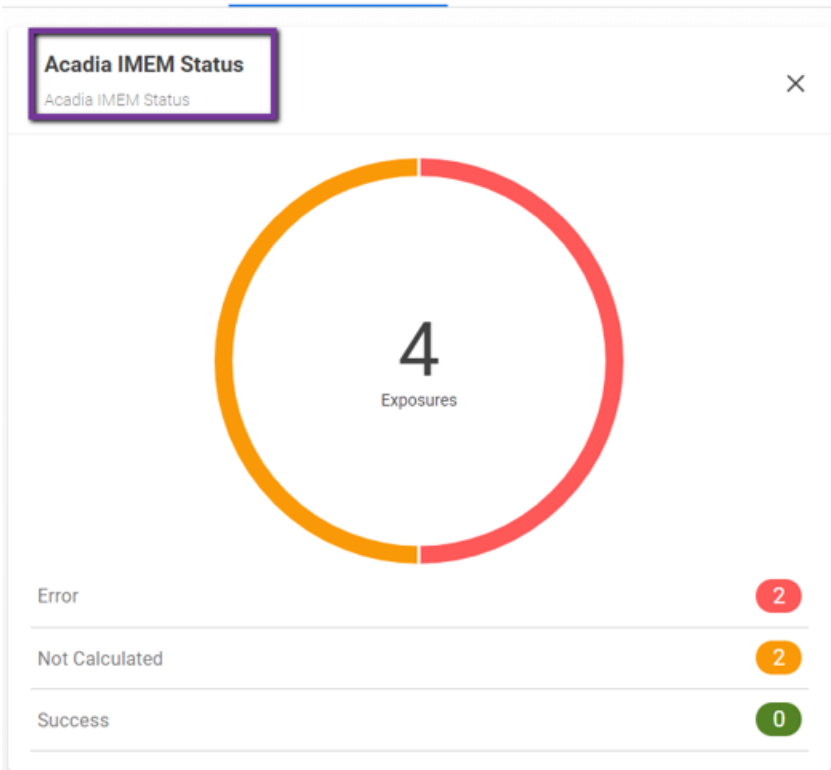 Acadia IMEM Status
Acadia IMEM Status
4
Exposures
Error 2
Not Calculated 2
Success 0